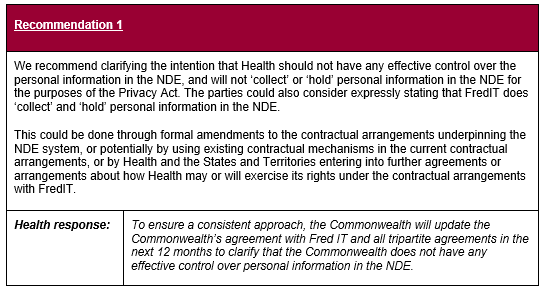 Recommendation 1
We recommend clarifying the intention that Health should not have any effective control over the
personal information in the NDE, and will not ‘collect’ or ‘hold’ personal information in the NDE for
the purposes of the Privacy Act. The parties could also consider expressly stating that FredIT does
‘collect’ and ‘hold’ personal information in the NDE.
This could be done through formal amendments to the contractual arrangements underpinning the
NDE system, or potentially by using existing contractual mechanisms in the current contractual
arrangements, or by Health and the States and Territories entering into further agreements or
arrangements about how Health may or will exercise its rights under the contractual arrangements
with FredIT.
Health response:
To ensure a consistent approach, the Commonwealth will update the
Commonwealth's agreement with Fred IT and all tripartite agreements in the
next 12 months to clarify that the Commonwealth does not have any
effective control over personal information in the NDE.